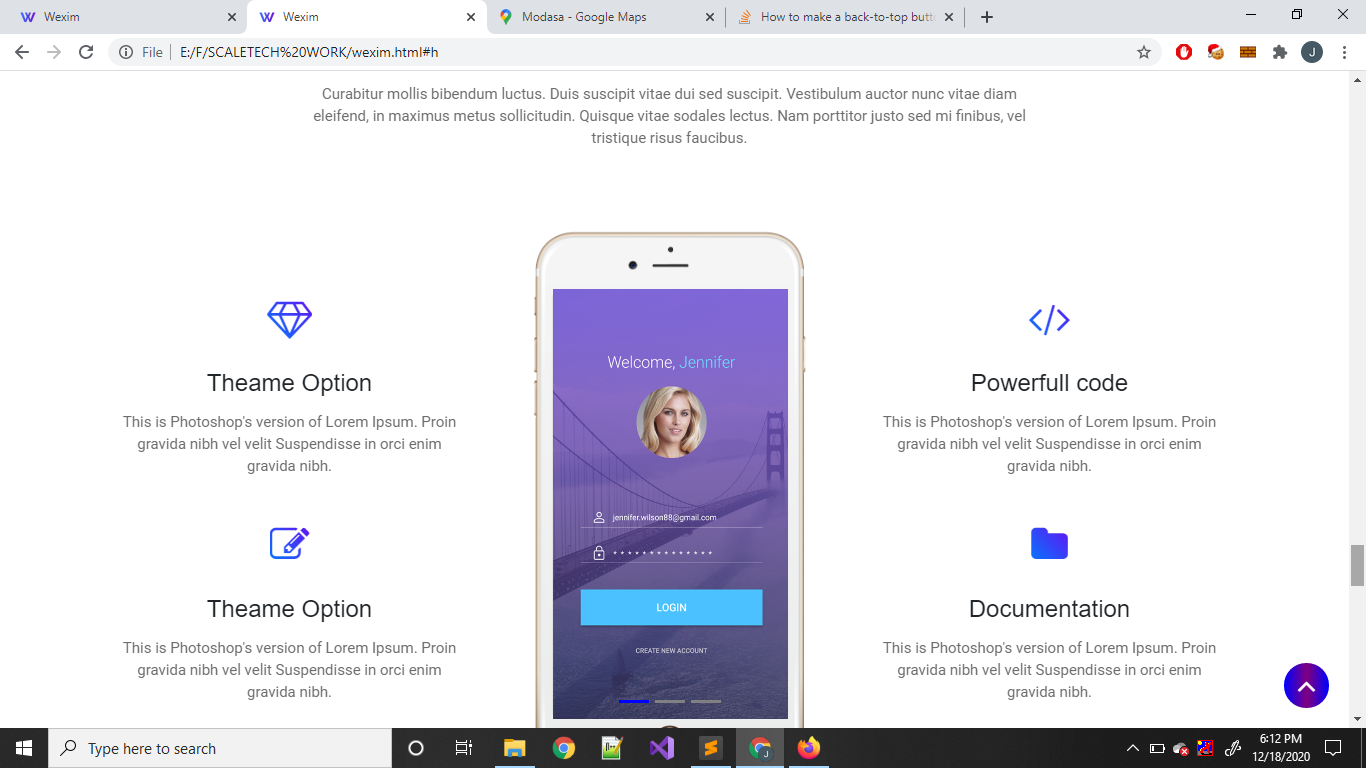 Wexim
Wexim
Modasa - Google Maps
How to make a back-to-top butt
File
E:/F/SCALETECH%20WORK/wexim.html#h
J
Curabitur mollis bibendum luctus. Duis suscipit vitae dui sed suscipit. Vestibulum auctor nunc vitae diam
eleifend, in maximus metus sollicitudin. Quisque vitae sodales lectus. Nam porttitor justo sed mi finibus, vel
tristique risus faucibus.
Theame Option
This is Photoshop's version of Lorem Ipsum. Proin
gravida nibh vel velit Suspendisse in orci enim
gravida nibh.
Theame Option
This is Photoshop's version of Lorem Ipsum. Proin
gravida nibh vel velit Suspendisse in orci enim
gravida nibh.
Welcome, Jennifer
jennifer.wilson88@gmail.com
* * * * * * * * * * * * * *
LOGIN
CREATE NEW ACCOUNT
Powerfull code
This is Photoshop's version of Lorem Ipsum. Proin
gravida nibh vel velit Suspendisse in orci enim
gravida nibh.
Documentation
This is Photoshop's version of Lorem Ipsum. Proin
gravida nibh vel velit Suspendisse in orci enim
gravida nibh.
Type here to search
6:12 PM
12/18/2020